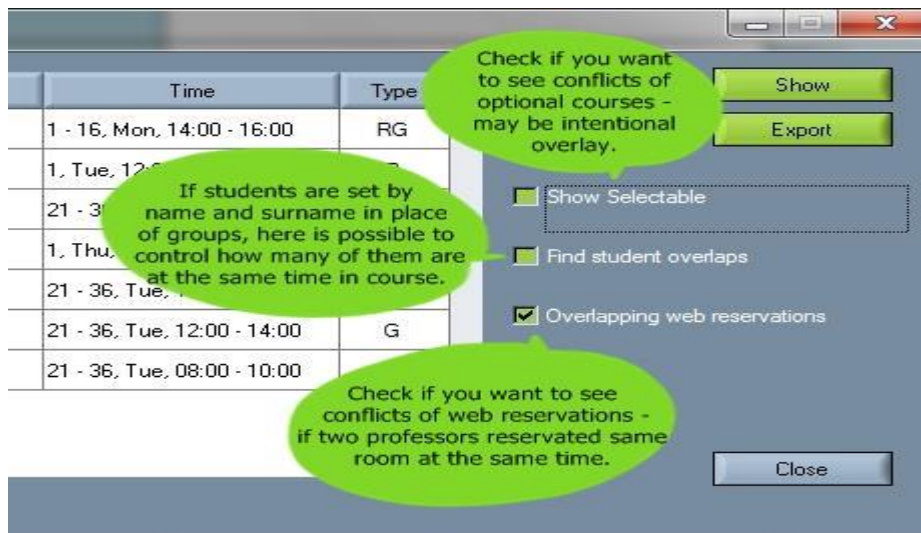 Time
Type
1 - 16, Mon, 14:00 - 16:00
RG
1, Tue, 12:
21 - 3
1, Thu,
21 - 36, Tue,
21 - 36, Tue, 12:00 - 14:00
G
21 - 36, Tue, 08:00 - 10:00
Check if you want
to see conflicts of
optional courses -
may be intentional
overlay.
Show
Export
If students are set by
name and surname in place
of groups, here is possible to
control how many of them are
at the same time in course.
Show Selectable
Find student overlaps
Overlapping web reservations
Check if you want to see
conflicts of web reservations -
if two professors reservated same
room at the same time.
Close